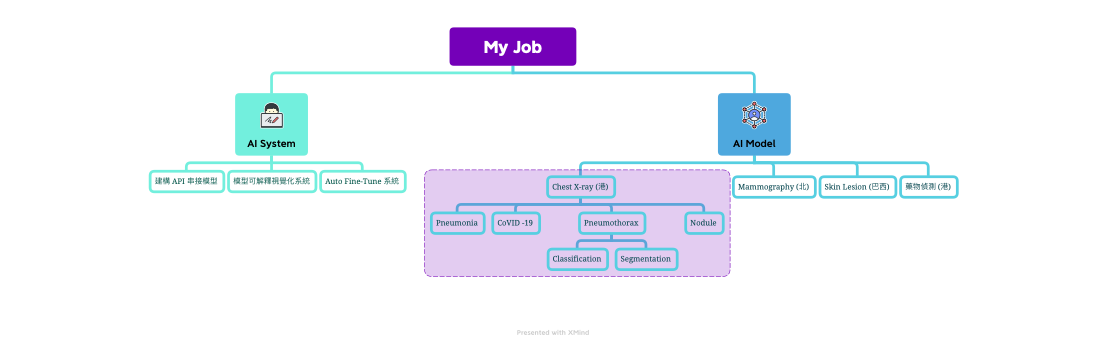 My Job
AI System
AI Model
建構 API 串接模型
模型可解釋視覺化系統
Auto Fine-Tune 系統
Chest X-ray (港)
Mammography (北)
Skin Lesion (巴西)
藥物偵測 (港)
Pneumonia
CoVID -19
Pneumothorax
Nodule
Classification
Segmentation
Presented with XMind